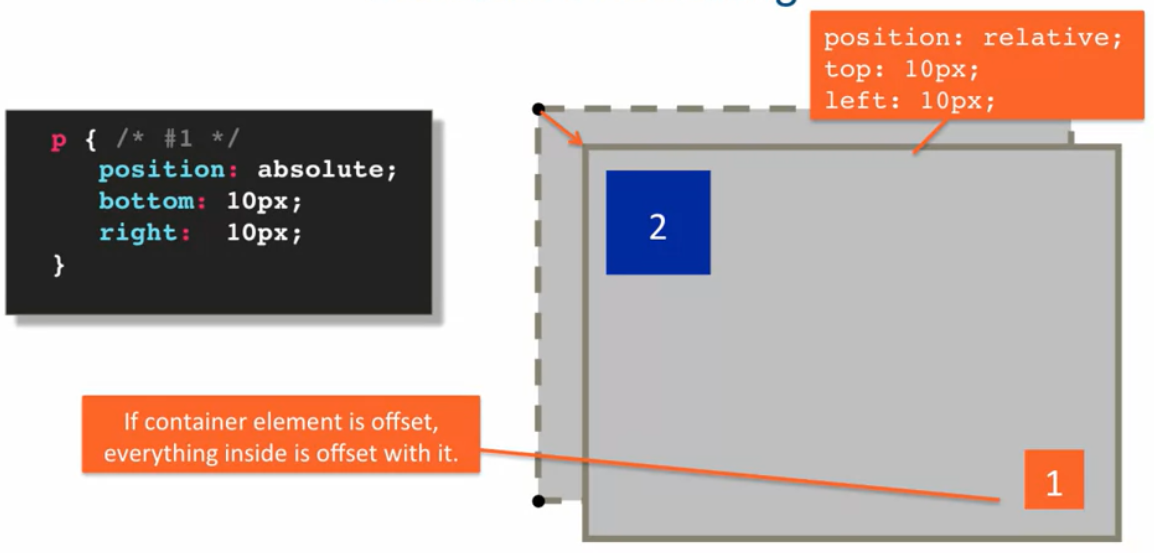 position: relative;
top: 10px;
left: 10px;
p { /* #1 */
position: absolute;
bottom: 10px;
right: 10px;
}
2
If container element is offset,
everything inside is offset with it.
1